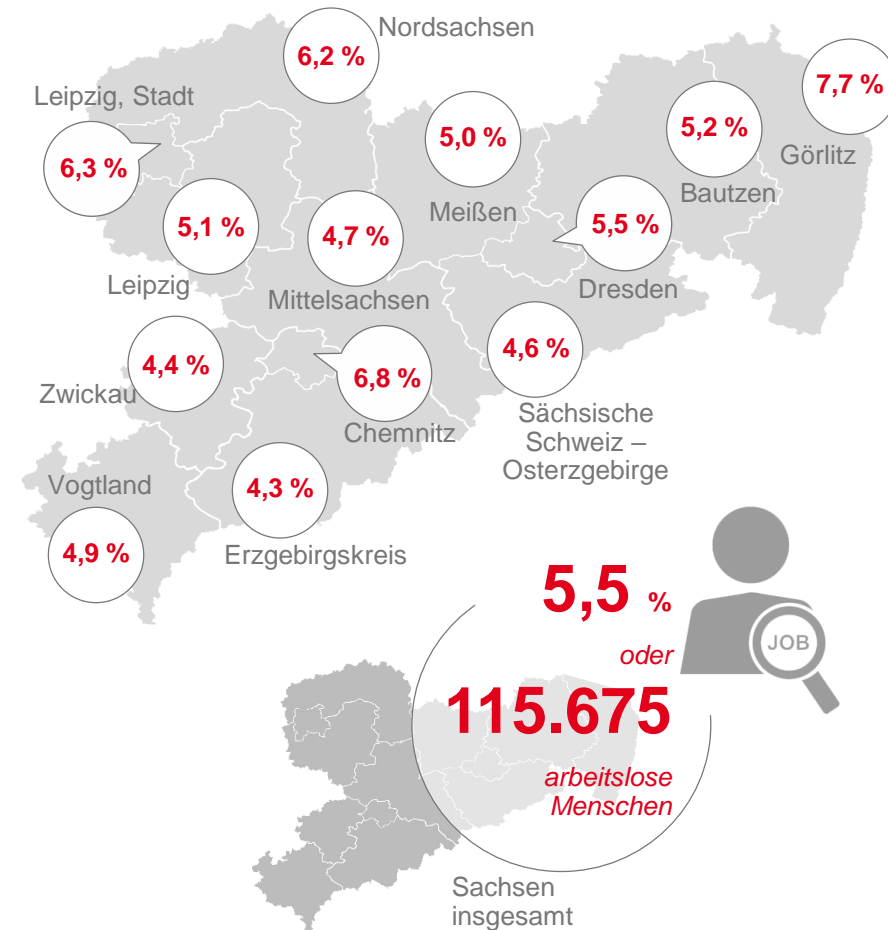 Nordsachsen
6,2 %
Leipzig, Stadt
6,3 %
5,0 %
Meißen
5,2 %
Bautzen
7,7 %
Görlitz
5,1 %
Leipzig
4,7 %
Mittelsachsen
5,5 %
Dresden
4,4 %
Zwickau
6,8 %
Chemnitz
4,6 %
Sächsische
Schweiz –
Osterzgebirge
Vogtland
4,9 %
4,3 %
Erzgebirgskreis
5,5 %
oder
115.675
arbeitslose
Menschen
JOB
Sachsen
insgesamt